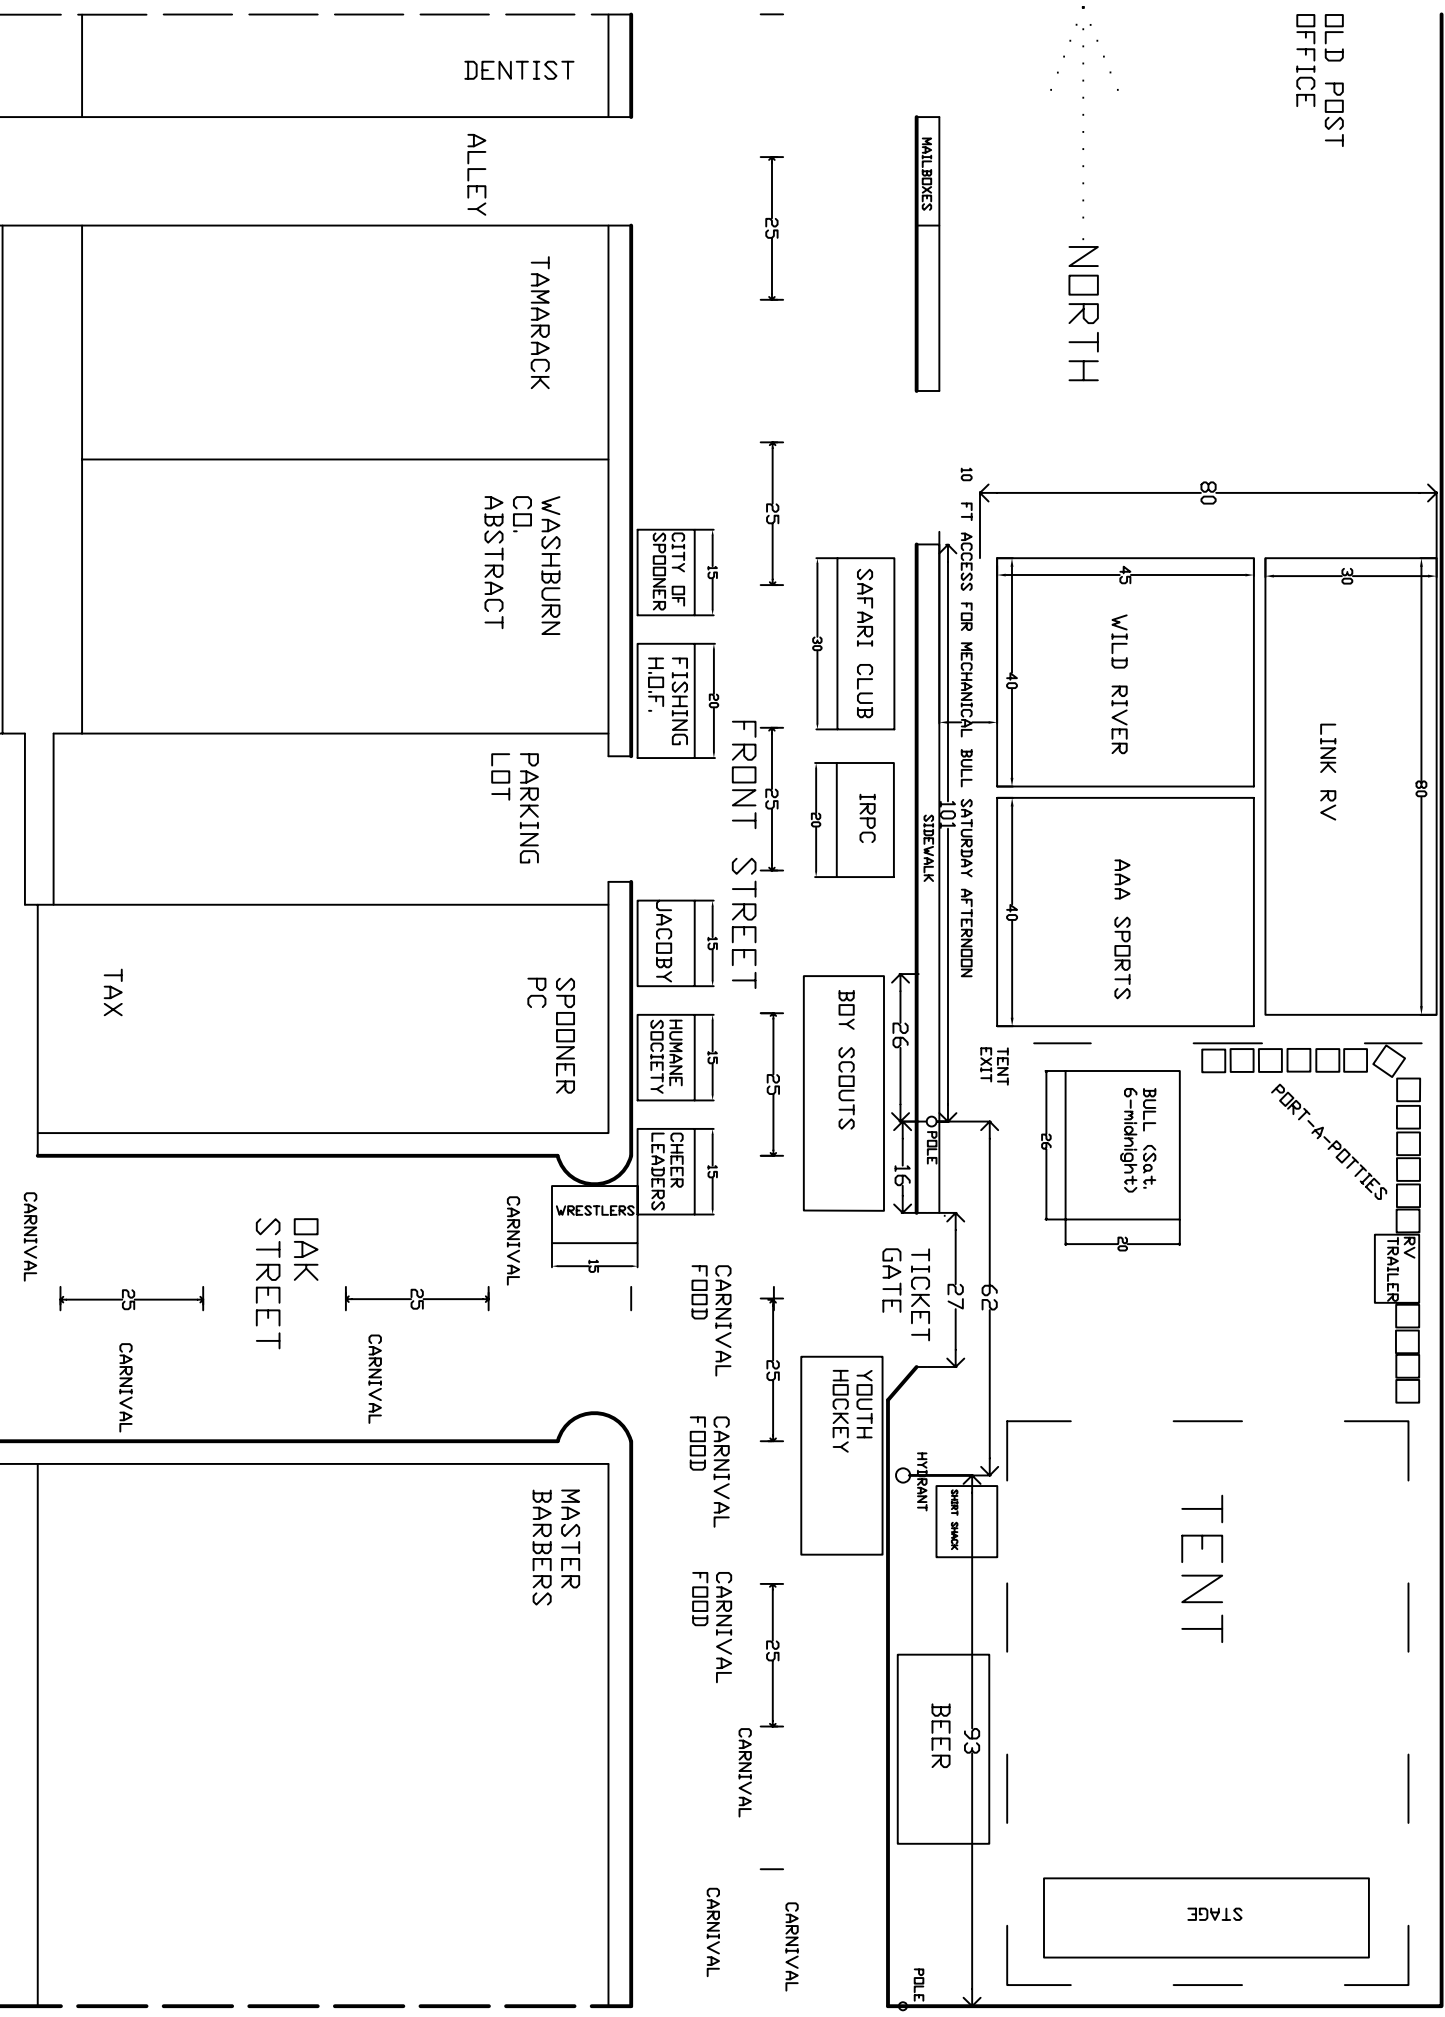 OLD POST
OFFICE
NORTH
MAILBOXES
DENTIST
ALLEY
25
TAMARACK
WASHBURN
CO.
ABSTRACT
25
CITY OF
SPOONER
15
FISHING
H.O.F.
20
PARKING
LOT
FRONT STREET
25
SAFARI CLUB
30
IRPC
20
SIDEWALK
101
10 FT ACCESS FOR MECHANICAL BULL SATURDAY AFTERNOON
80
WILD RIVER
45
40
LINK RV
30
80
AAA SPORTS
40
TAX
SPOONER
PC
JACOBY
15
HUMANE
SOCIETY
15
CHEER
LEADERS
15
25
BOY SCOUTS
26
16
POLE
TENT
EXIT
BULL (Sat.
6-midnight)
26
20
PORT-A-POTTIES
RV
TRAILER
WRESTLERS
15
OAK
STREET
CARNIVAL
CARNIVAL
CARNIVAL
CARNIVAL
25
25
CARNIVAL
FOOD
CARNIVAL
FOOD
CARNIVAL
FOOD
25
25
TICKET
GATE
27
62
YOUTH
HOCKEY
HYDRANT
SHIRT SHACK
MASTER
BARBERS
TENT
BEER
93
STAGE
CARNIVAL
CARNIVAL
CARNIVAL
POLE